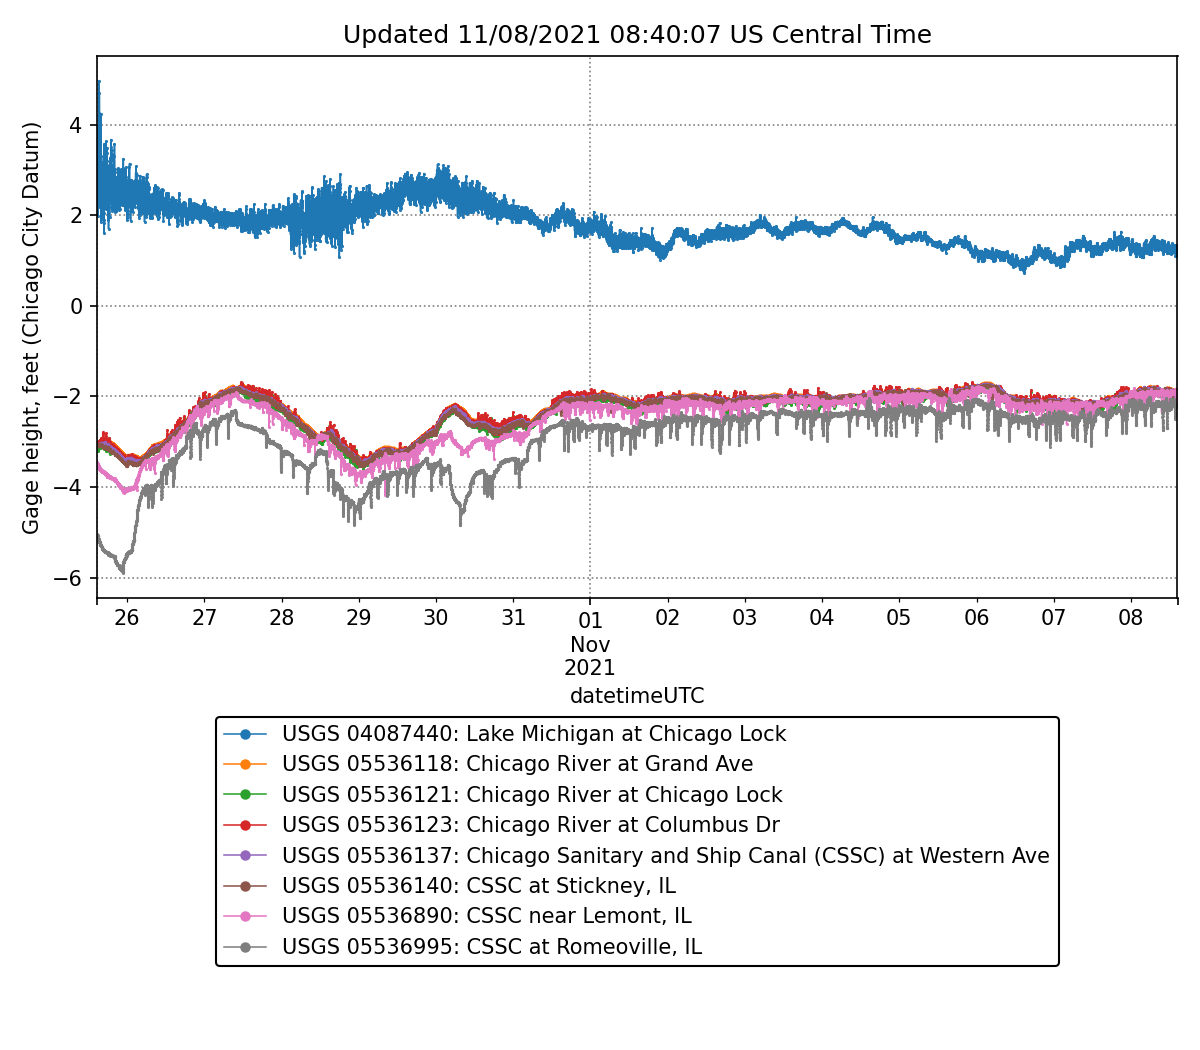 Updated 11/08/2021 08:40:07 US Central Time
Gage height, feet (Chicago City Datum)
4
2
0
−2
−4
−6
26 27 28 29 30 31 01 02 03 04 05 06 07 08
Nov
2021
datetimeUTC
USGS 04087440: Lake Michigan at Chicago Lock
USGS 05536118: Chicago River at Grand Ave
USGS 05536121: Chicago River at Chicago Lock
USGS 05536123: Chicago River at Columbus Dr
USGS 05536137: Chicago Sanitary and Ship Canal (CSSC) at Western Ave
USGS 05536140: CSSC at Stickney, IL
USGS 05536890: CSSC near Lemont, IL
USGS 05536995: CSSC at Romeoville, IL